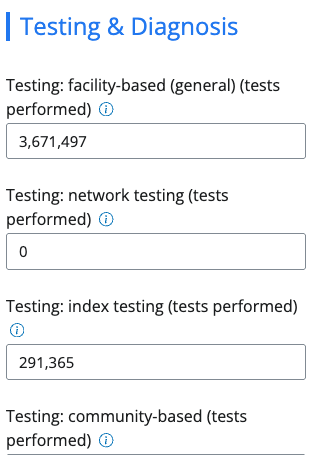 Testing & Diagnosis
Testing: facility-based (general) (tests
performed)
3,671,497
Testing: network testing (tests
performed)
0
Testing: index testing (tests performed)
291,365
Testing: community-based (tests
performed)